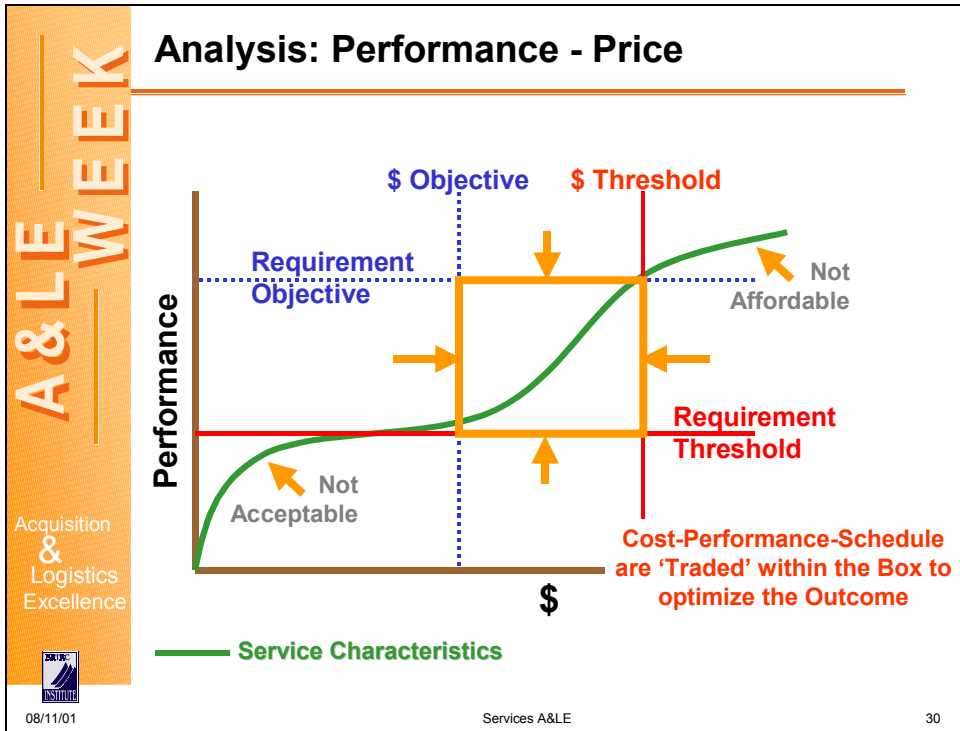 Analysis: Performance - Price
A&LE
WEEK
$ Objective
$ Threshold
Requirement
Objective
Not
Affordable
Performance
Requirement
Threshold
Not
Acceptable
Acquisition
&
Logistics
Excellence
$
Cost-Performance-Schedule
are ‘Traded’ within the Box to
optimize the Outcome
Service Characteristics
INSTITUTE
08/11/01
Services A&LE
30